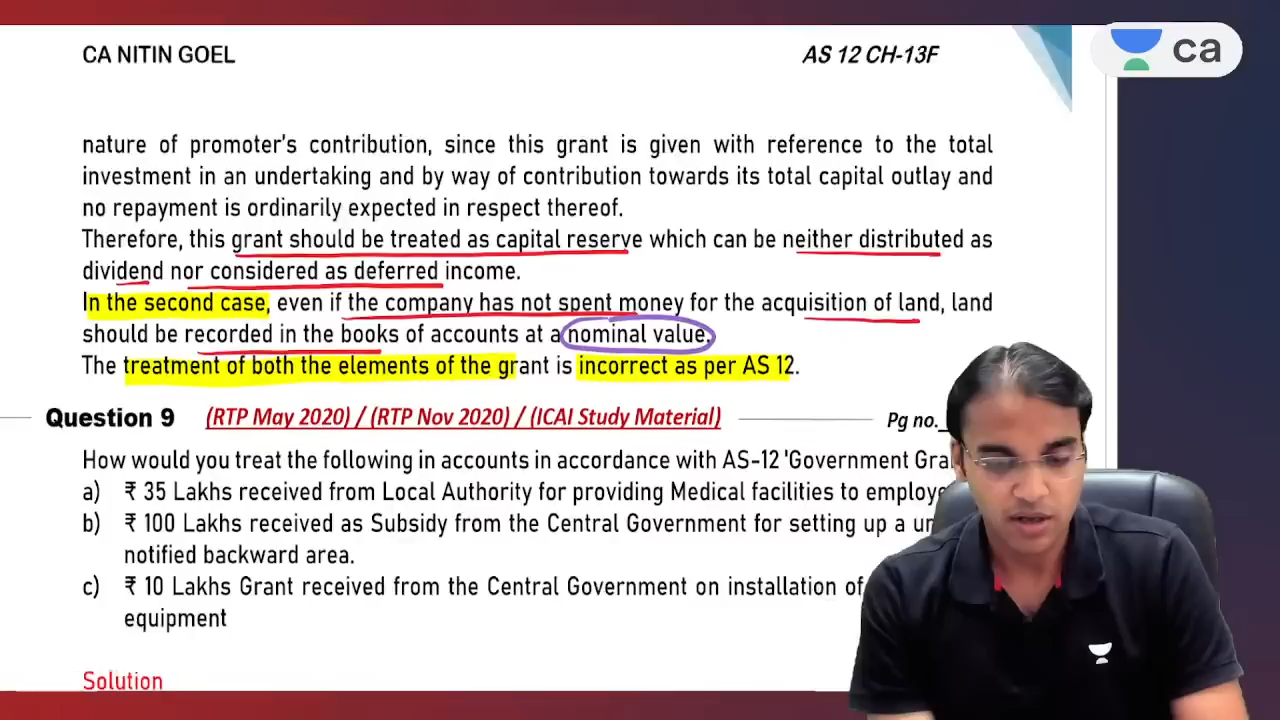 CA NITIN GOEL
AS 12 CH-13F
ca
nature of promoter's contribution, since this grant is given with reference to the total
investment in an undertaking and by way of contribution towards its total capital outlay and
no repayment is ordinarily expected in respect thereof.
Therefore, this grant should be treated as capital reserve which can be neither distributed as
dividend nor considered as deferred income.
In the second case, even if the company has not spent money for the acquisition of land, land
should be recorded in the books of accounts at a nominal value.
The treatment of both the elements of the grant is incorrect as per AS 12.
Question 9 (RTP May 2020) / (RTP Nov 2020) / (ICAI Study Material) Pg no._
How would you treat the following in accounts in accordance with AS-12 'Government
a) ₹ 35 Lakhs received from Local Authority for providing Medical facilities to
b) ₹ 100 Lakhs received as Subsidy from the Central Government for setting up a
notified backward area.
c) ₹ 10 Lakhs Grant received from the Central Government on installation of
equipment
Solution